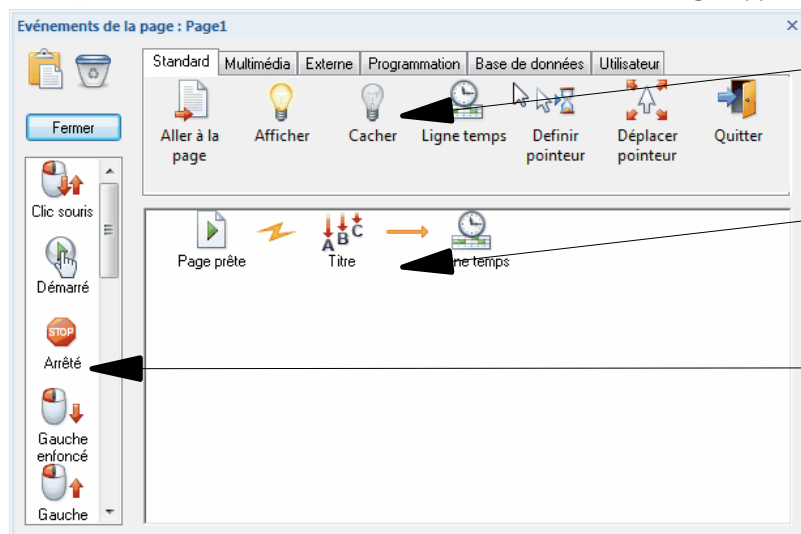 Evénements de la page : Page1
Fermer
Standard Multimédia Externe Programmation Base de données Utilisateur
Aller à la
page
Afficher
Cacher
Ligne temps
Definir
pointeur
Déplacer
pointeur
Quitter
Clic souris
Démarré
STOP
Arrêté
Gauche
enfoncé
Gauche
Page prête
A B C
Titre
ne temps